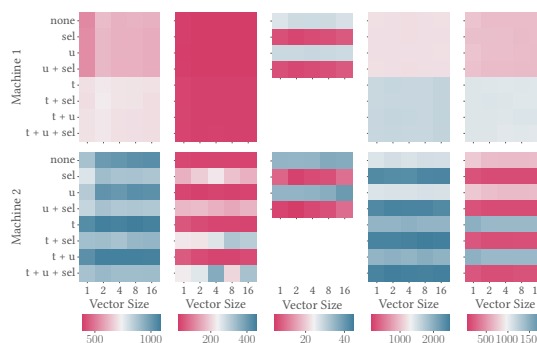 Machine 1
none
sel
u
u + sel
t
t + sel
t + u
t + u + sel
Machine 2
none
sel
u
u + sel
t
t + sel
t + u
t + u + sel
1 2 4 8 16
1 2 4 8 16
1 2 4 8 16
1 2 4 8 16
1 2 4 8 1
Vector Size
Vector Size
Vector Size
Vector Size
Vector Size
500 1000
200 400
20 40
1000 2000
500 1000 150